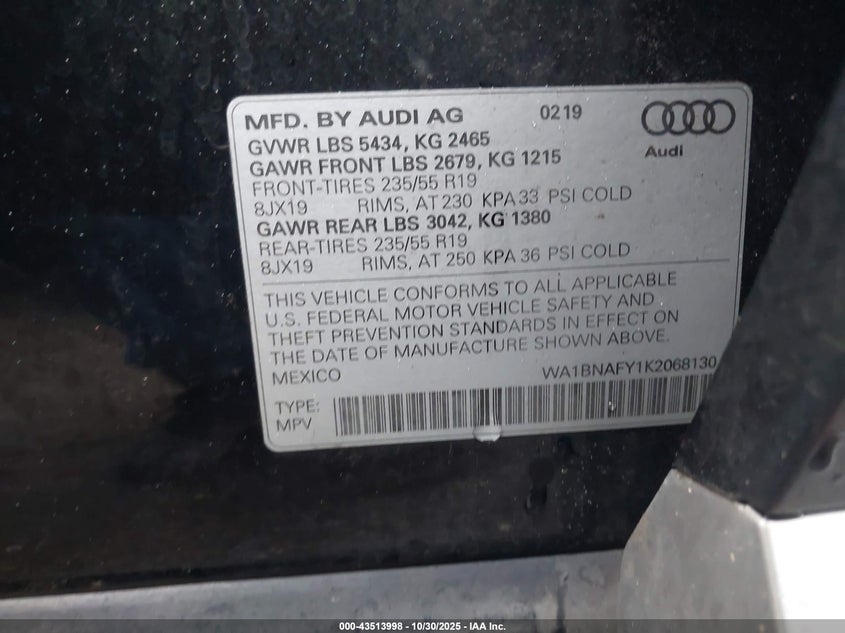 MFD. BY AUDI AG 0219
Audi
GVWR LBS 5434, KG 2465
GAWR FRONT LBS 2679, KG 1215
FRONT-TIRES 235/55 R19
8JX19 RIMS, AT 230 KPA 33 PSI COLD
GAWR REAR LBS 3042, KG 1380
REAR-TIRES 235/55 R19
8JX19 RIMS, AT 250 KPA 36 PSI COLD
THIS VEHICLE CONFORMS TO ALL APPLICABLE
U.S. FEDERAL MOTOR VEHICLE SAFETY AND
THEFT PREVENTION STANDARDS IN EFFECT ON
THE DATE OF MANUFACTURE SHOWN ABOVE.
MEXICO WA1BNAFY1K2068130
TYPE:
MPV
000-43513998 - 10/30/2025 - IAA Inc.